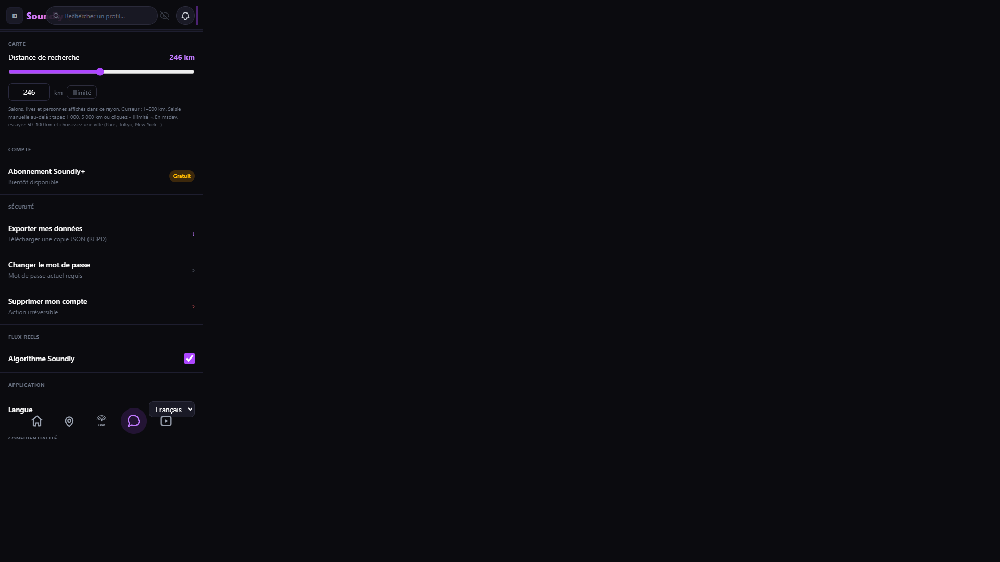 Soundly
Rechercher un profil...
CARTE
Distance de recherche
246 km
246
km
Illimité
Salons, lives et personnes affichés dans ce rayon. Curseur : 1–500 km. Saisie
manuelle au-delà : tapez 1 000, 5 000 km ou cliquez « Illimité ». En msdev,
essayez 50–100 km et choisissez une ville (Paris, Tokyo, New York...).
COMPTE
Abonnement Soundly+
Gratuit
Bientôt disponible
SÉCURITÉ
Exporter mes données
Télécharger une copie JSON (RGPD)
Changer le mot de passe
Mot de passe actuel requis
Supprimer mon compte
Action irréversible
FLUX REELS
Algorithme Soundly
APPLICATION
Langue
Français
LIVE
CONFIDENTIALITÉ